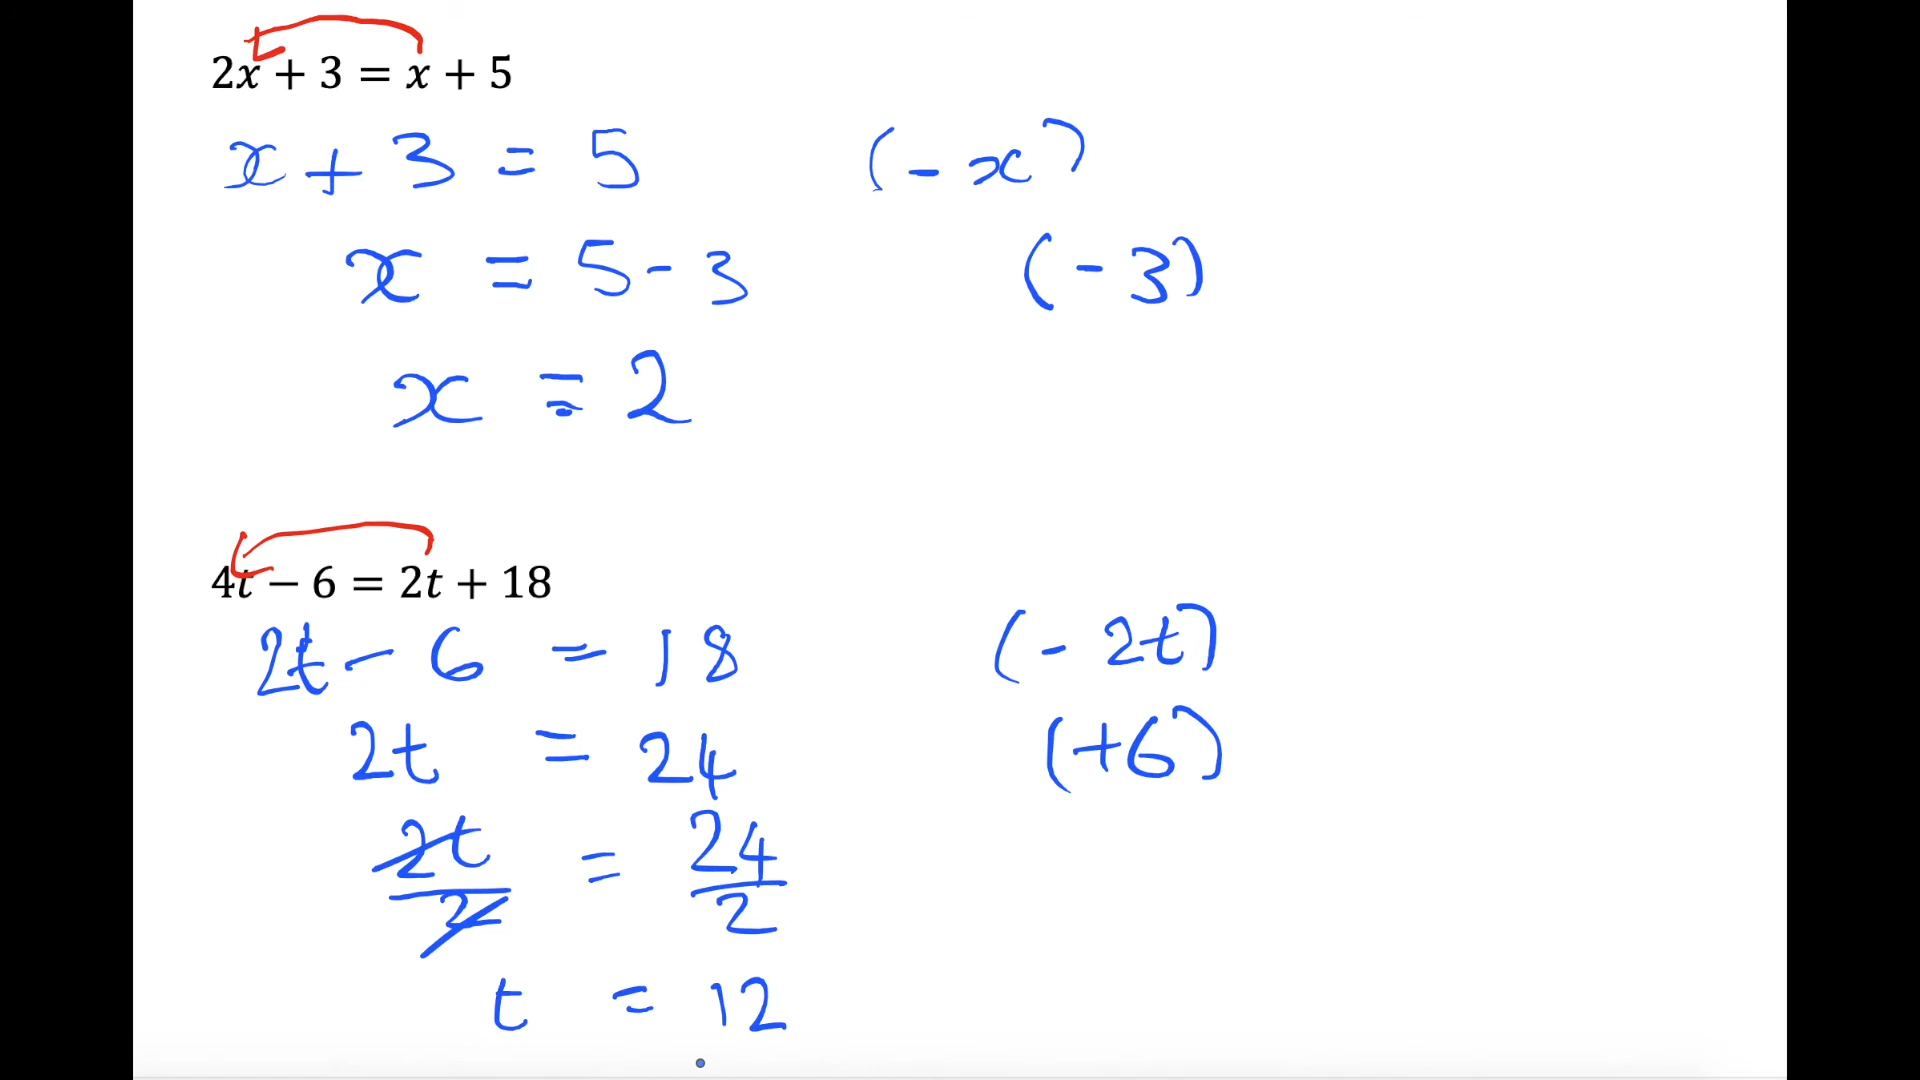 2x + 3 = x + 5
x + 3 = 5 (-x)
x = 5 - 3 (-3)
x = 2
4t − 6 = 2t + 18
2t - 6 = 18 (-2t)
2t = 24 (+6)
2t/2 = 24/2
t = 12